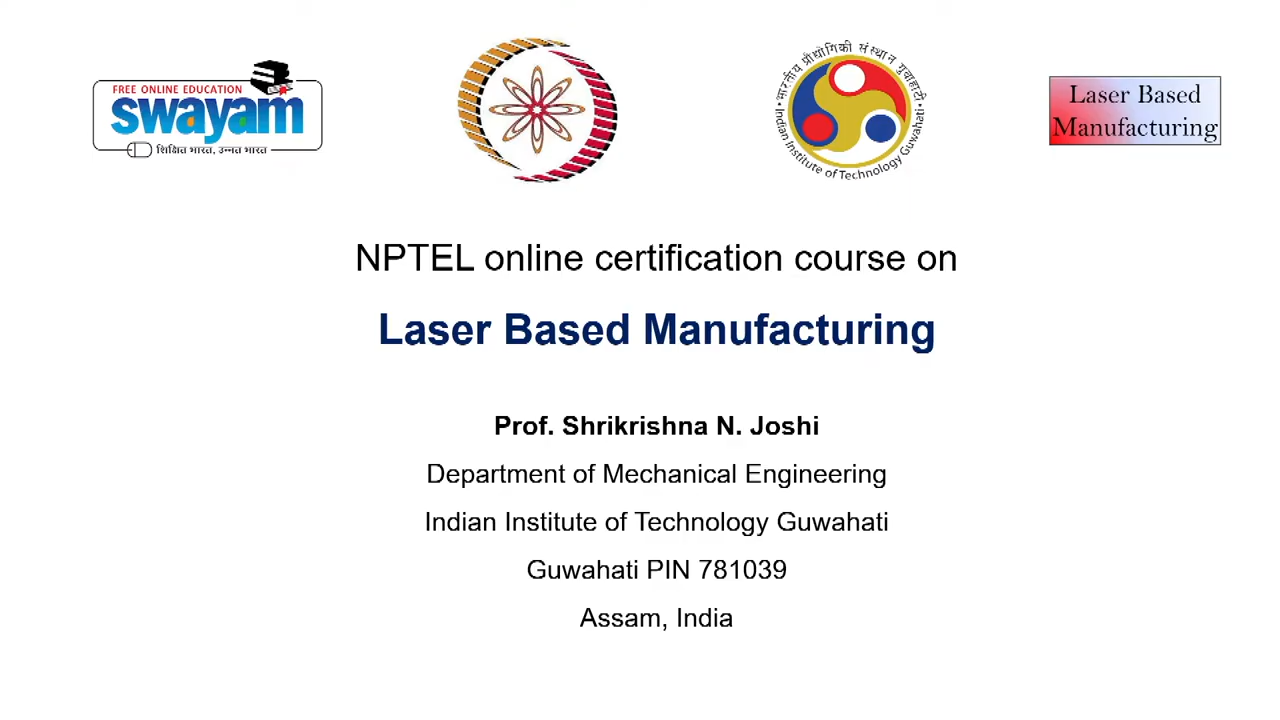 FREE ONLINE EDUCATION
swayam
शिक्षित भारत, उन्नत भारत
भारतीय प्रौद्योगिकी संस्थान गुवाहाटी
Indian Institute of Technology Guwahati
Laser Based
Manufacturing
NPTEL online certification course on
Laser Based Manufacturing
Prof. Shrikrishna N. Joshi
Department of Mechanical Engineering
Indian Institute of Technology Guwahati
Guwahati PIN 781039
Assam, India